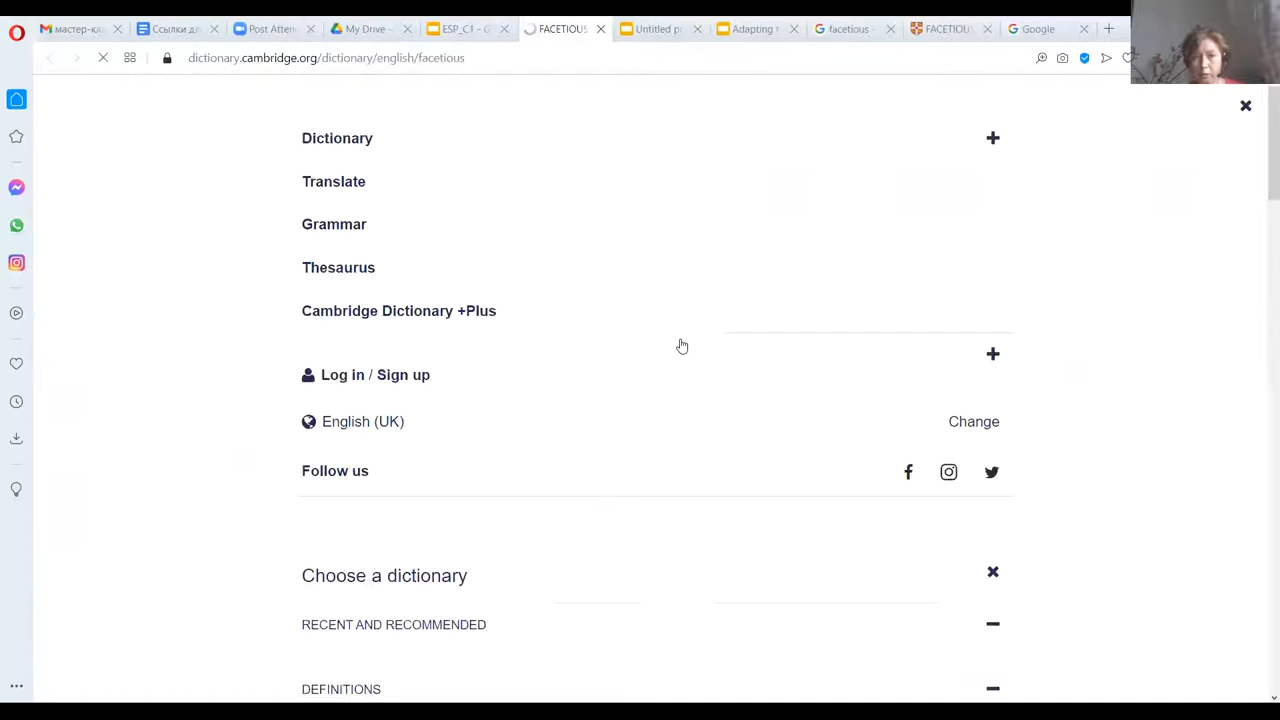 мастер-кл
Ссылки дл
Post Atten
My Drive –
ESP_C1 - G
FACETIOUS
Untitled p
Adapting t
facetious -
FACETIOUS
Google
dictionary.cambridge.org/dictionary/english/facetious
Dictionary
Translate
Grammar
Thesaurus
Cambridge Dictionary +Plus
Log in / Sign up
English (UK)
Change
Follow us
Choose a dictionary
RECENT AND RECOMMENDED
DEFINITIONS